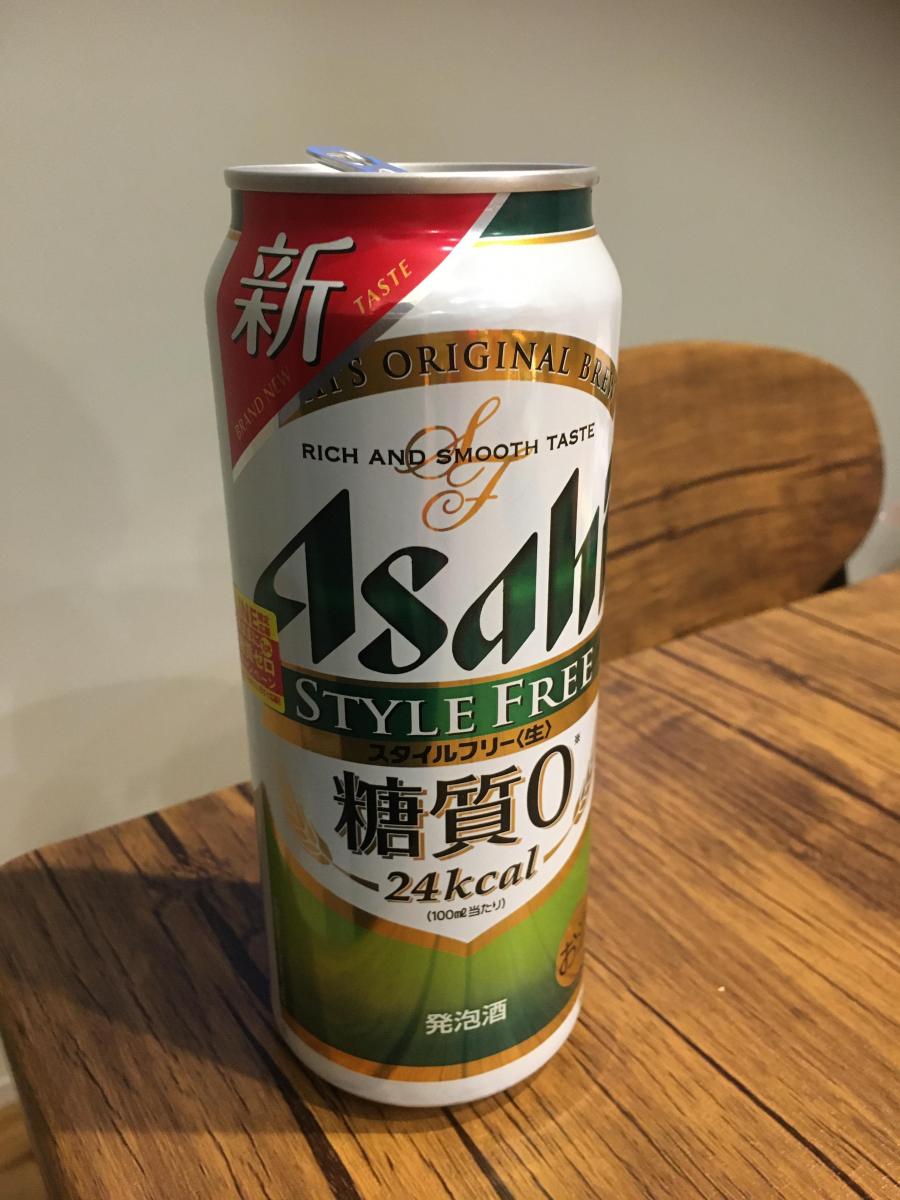 新
TASTE
BRAND NEW
ORIGINAL
RICH AND SMOOTH TASTE
SF
Asahi
STYLE FREE
スタイルフリー〈生〉
糖質0※
24kcal
(100ml当たり)
発泡酒